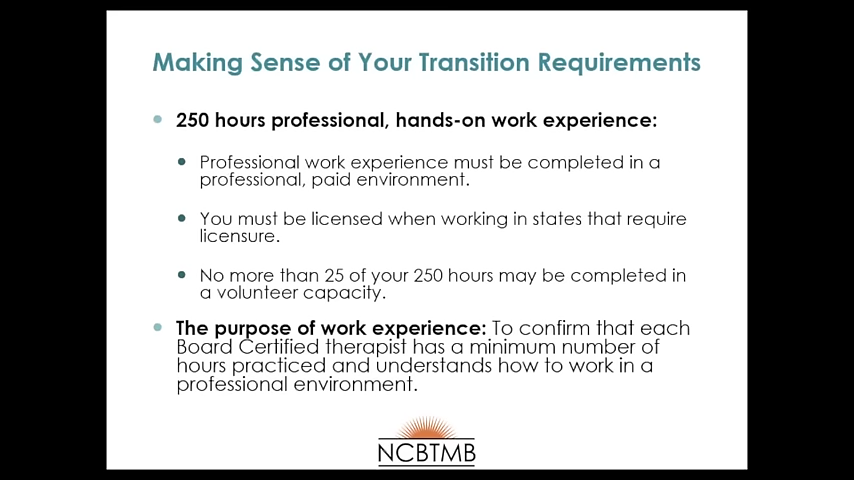 Making Sense of Your Transition Requirements
250 hours professional, hands-on work experience:
Professional work experience must be completed in a
professional, paid environment.
You must be licensed when working in states that require
licensure.
No more than 25 of your 250 hours may be completed in
a volunteer capacity.
The purpose of work experience: To confirm that each
Board Certified therapist has a minimum number of
hours practiced and understands how to work in a
professional environment.
NCBTMB